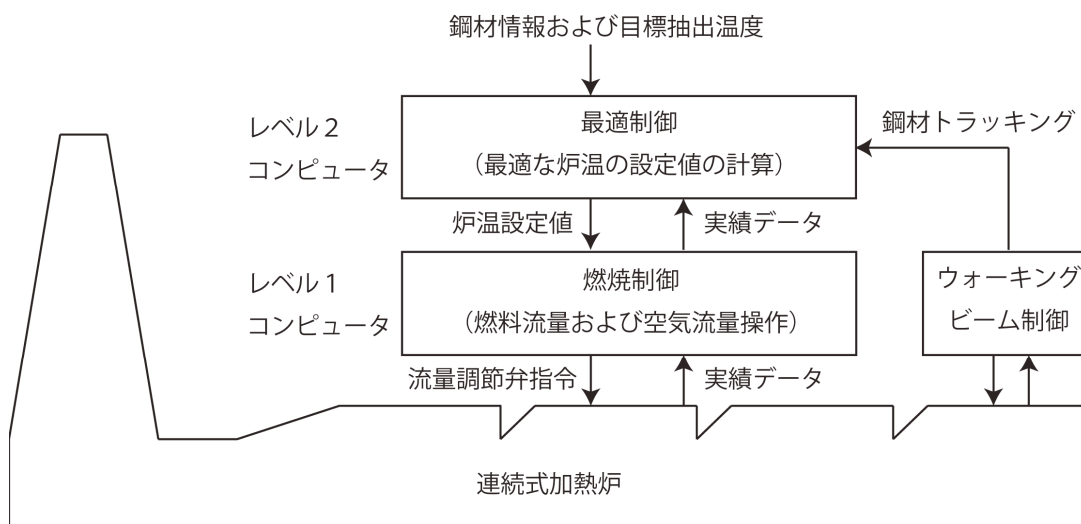 鋼材情報および目標抽出温度
レベル 2
コンピュータ
最適制御
（最適な炉温の設定値の計算）
鋼材トラッキング
炉温設定値
実績データ
レベル 1
コンピュータ
燃焼制御
（燃料流量および空気流量操作）
ウォーキング
ビーム制御
流量調節弁指令
実績データ
連続式加熱炉